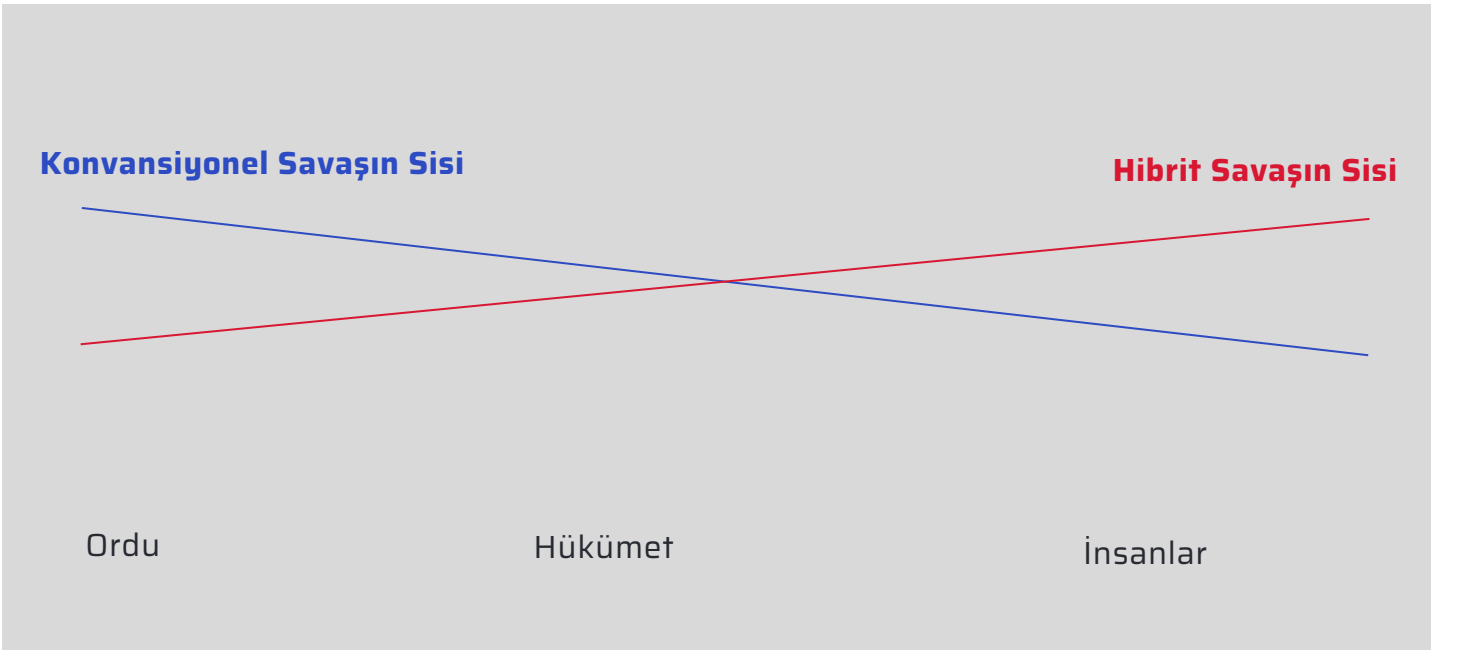 Konvansiyonel Savaşın Sisi
Hibrit Savaşın Sisi
Ordu
Hükümet
İnsanlar